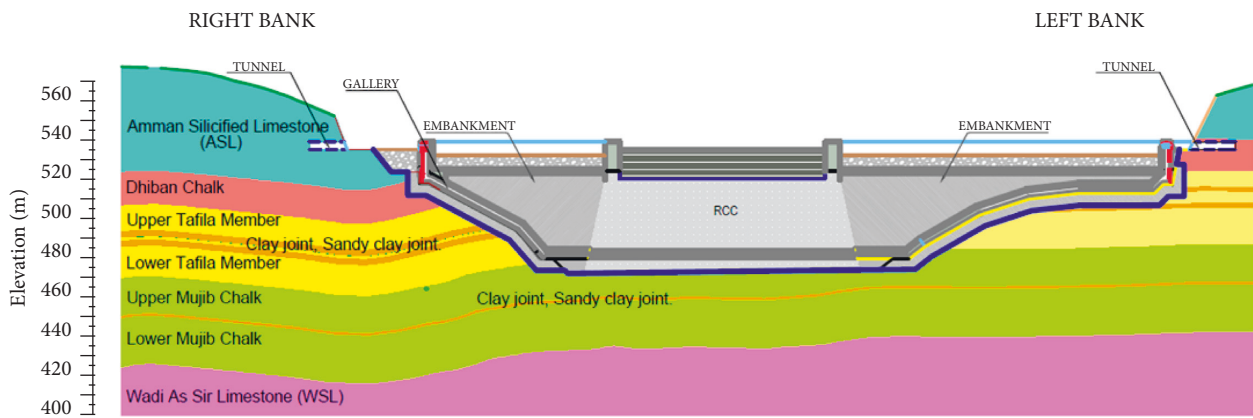 RIGHT BANK
LEFT BANK
TUNNEL
GALLERY
TUNNEL
EMBANKMENT
EMBANKMENT
Elevation (m)
560
540
520
500
480
460
440
420
400
Amman Silicified Limestone
(ASL)
Dhiban Chalk
Upper Tafila Member
Clay joint, Sandy clay joint.
Lower Tafila Member
Upper Mujib Chalk
Clay joint, Sandy clay joint.
Lower Mujib Chalk
Wadi As Sir Limestone (WSL)
RCC